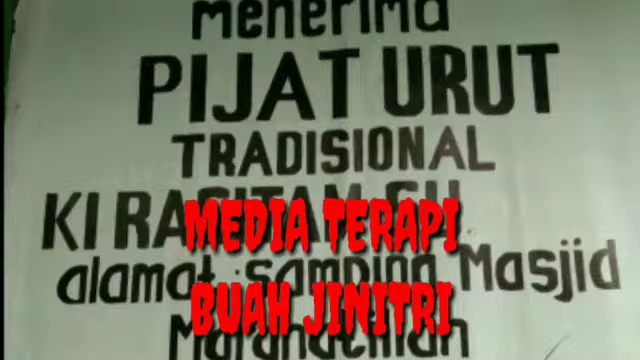 menerima
PIJAT URUT
TRADISIONAL
KI
MEDIA TERAPI
alamat : samping Masjid
BUAH JINITRI